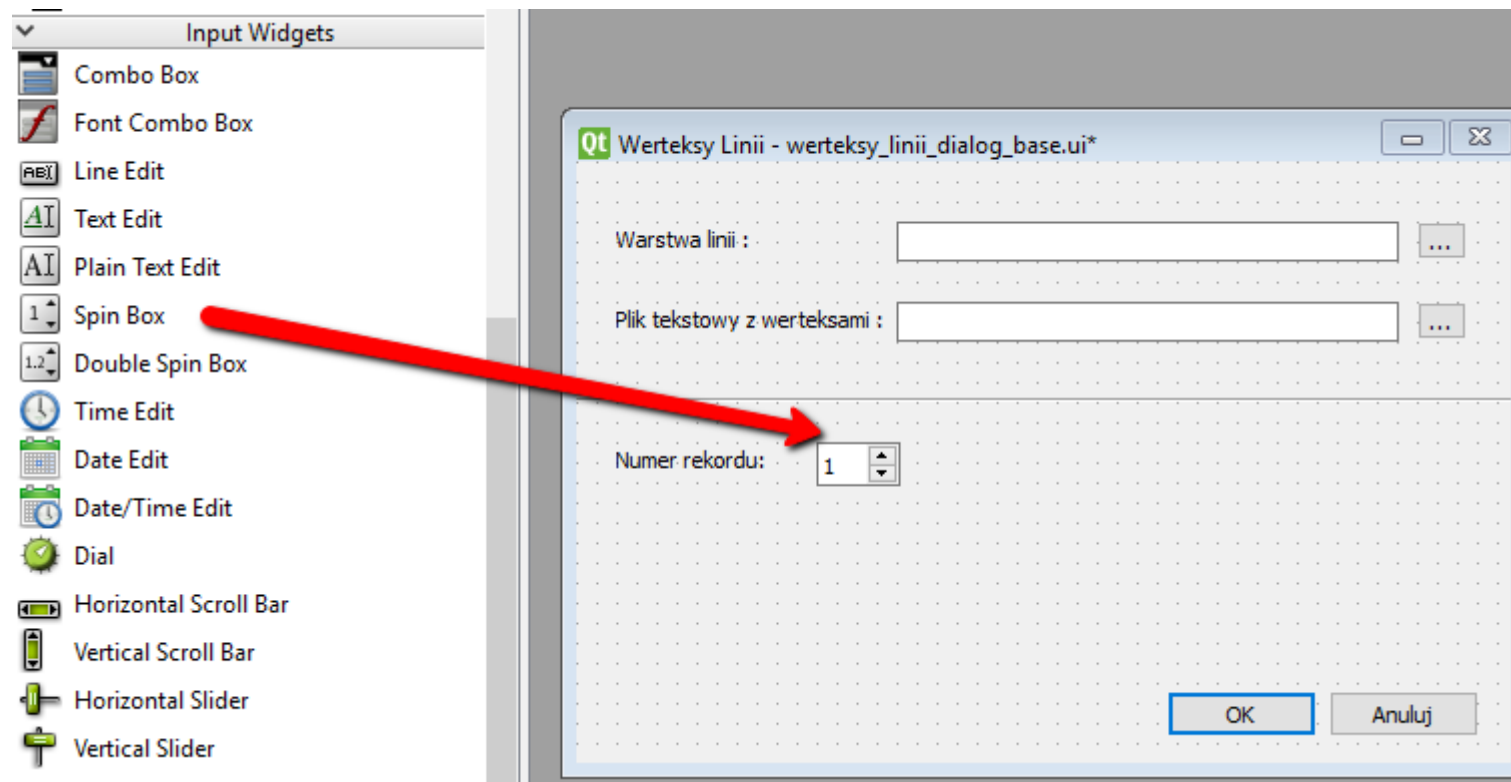 Input Widgets
Combo Box
Font Combo Box
Line Edit
Text Edit
Plain Text Edit
Spin Box
Double Spin Box
Time Edit
Date Edit
Date/Time Edit
Dial
Horizontal Scroll Bar
Vertical Scroll Bar
Horizontal Slider
Vertical Slider
Qt Werteksy Linii - werteksy_linii_dialog_base.ui*
Warstwa linii :
...
Plik tekstowy z werteksami :
...
Numer rekordu:
1
OK
Anuluj